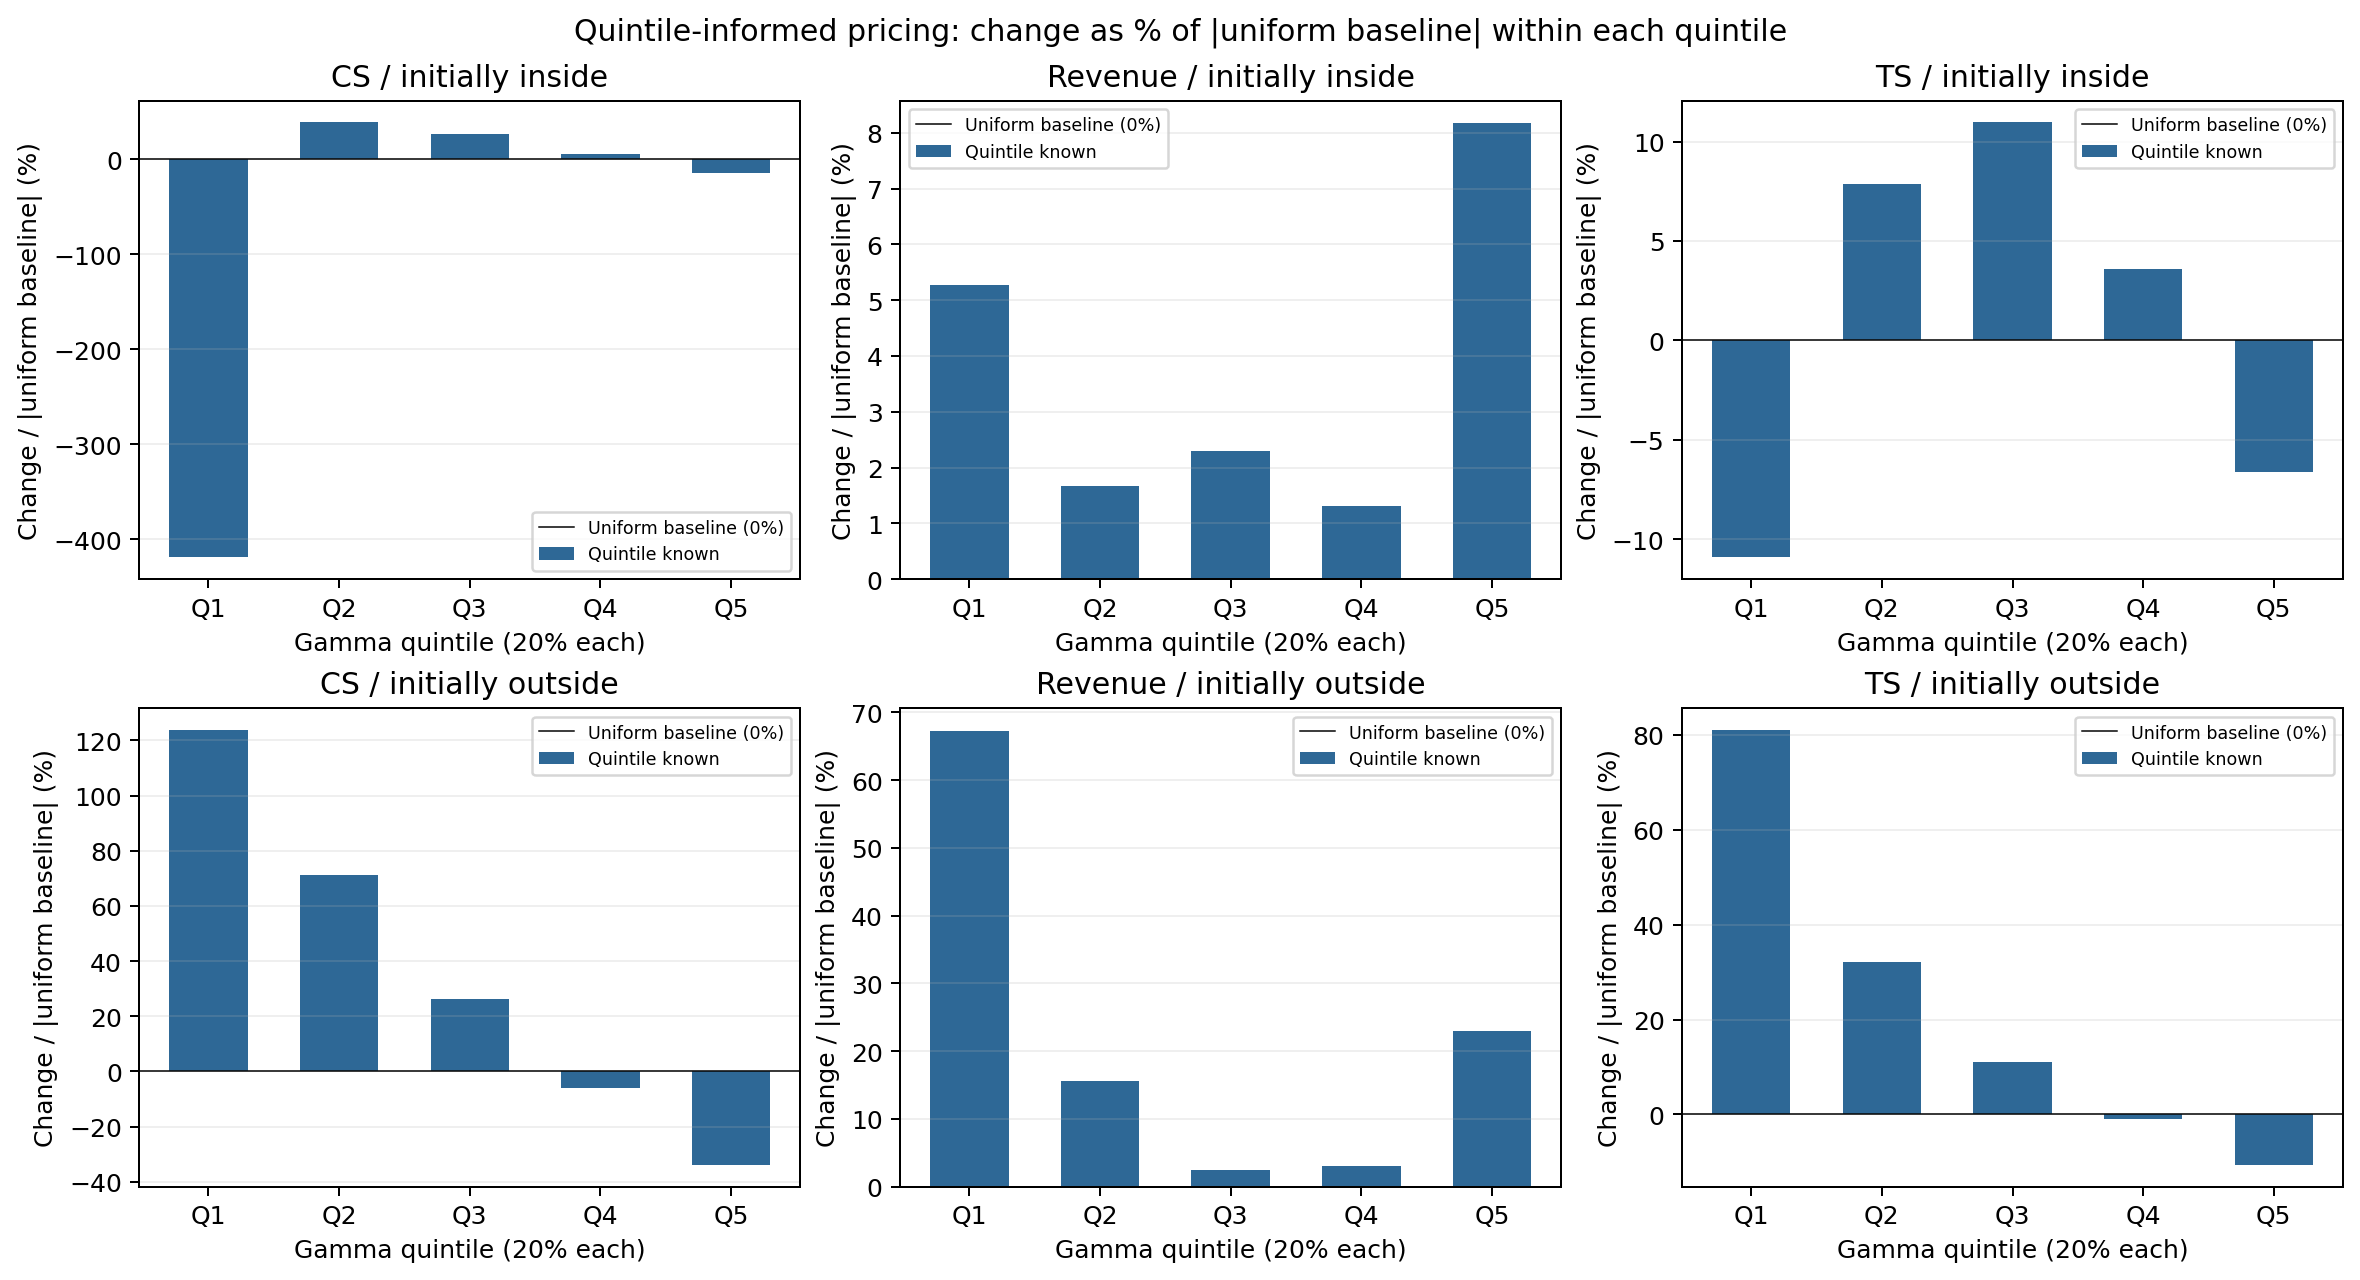 Quintile-informed pricing: change as % of |uniform baseline| within each quintile
CS / initially inside
Change / |uniform baseline| (%)
0
−100
−200
−300
−400
Uniform baseline (0%)
Quintile known
Q1 Q2 Q3 Q4 Q5
Gamma quintile (20% each)
Revenue / initially inside
Change / |uniform baseline| (%)
8
7
6
5
4
3
2
1
0
Uniform baseline (0%)
Quintile known
Q1 Q2 Q3 Q4 Q5
Gamma quintile (20% each)
TS / initially inside
Change / |uniform baseline| (%)
10
5
0
−5
−10
Uniform baseline (0%)
Quintile known
Q1 Q2 Q3 Q4 Q5
Gamma quintile (20% each)
CS / initially outside
Change / |uniform baseline| (%)
120
100
80
60
40
20
0
−20
−40
Uniform baseline (0%)
Quintile known
Q1 Q2 Q3 Q4 Q5
Gamma quintile (20% each)
Revenue / initially outside
Change / |uniform baseline| (%)
70
60
50
40
30
20
10
0
Uniform baseline (0%)
Quintile known
Q1 Q2 Q3 Q4 Q5
Gamma quintile (20% each)
TS / initially outside
Change / |uniform baseline| (%)
80
60
40
20
0
Uniform baseline (0%)
Quintile known
Q1 Q2 Q3 Q4 Q5
Gamma quintile (20% each)